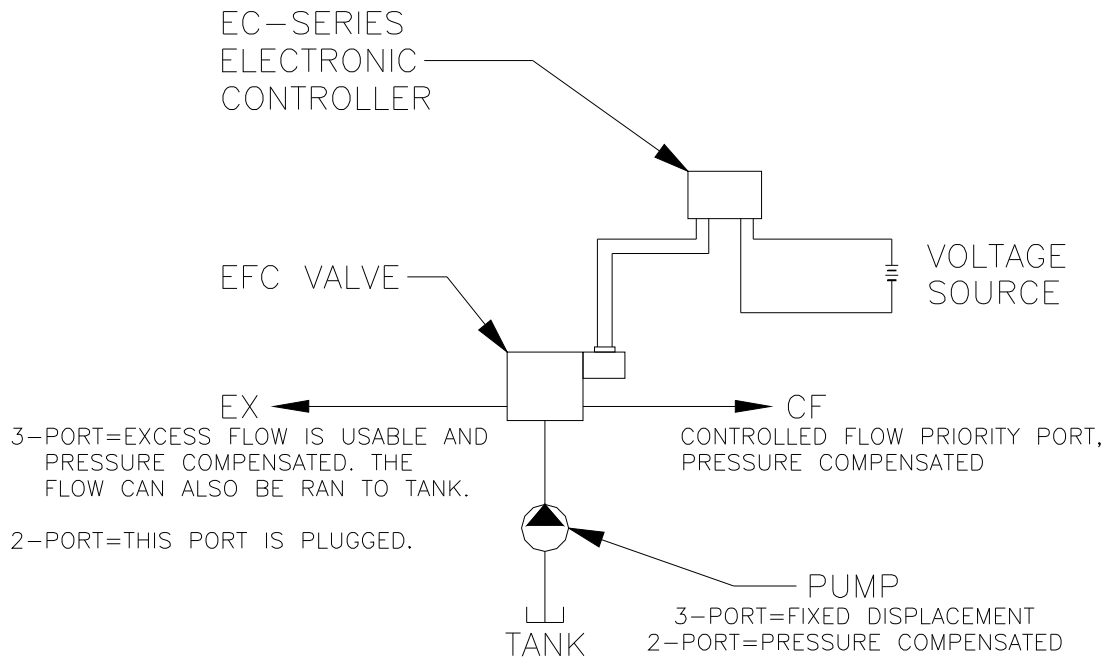 EC-SERIES
ELECTRONIC
CONTROLLER
EFC VALVE
VOLTAGE
SOURCE
EX
3-PORT=EXCESS FLOW IS USABLE AND
PRESSURE COMPENSATED. THE
FLOW CAN ALSO BE RAN TO TANK.
2-PORT=THIS PORT IS PLUGGED.
CF
CONTROLLED FLOW PRIORITY PORT,
PRESSURE COMPENSATED
PUMP
3-PORT=FIXED DISPLACEMENT
2-PORT=PRESSURE COMPENSATED
TANK